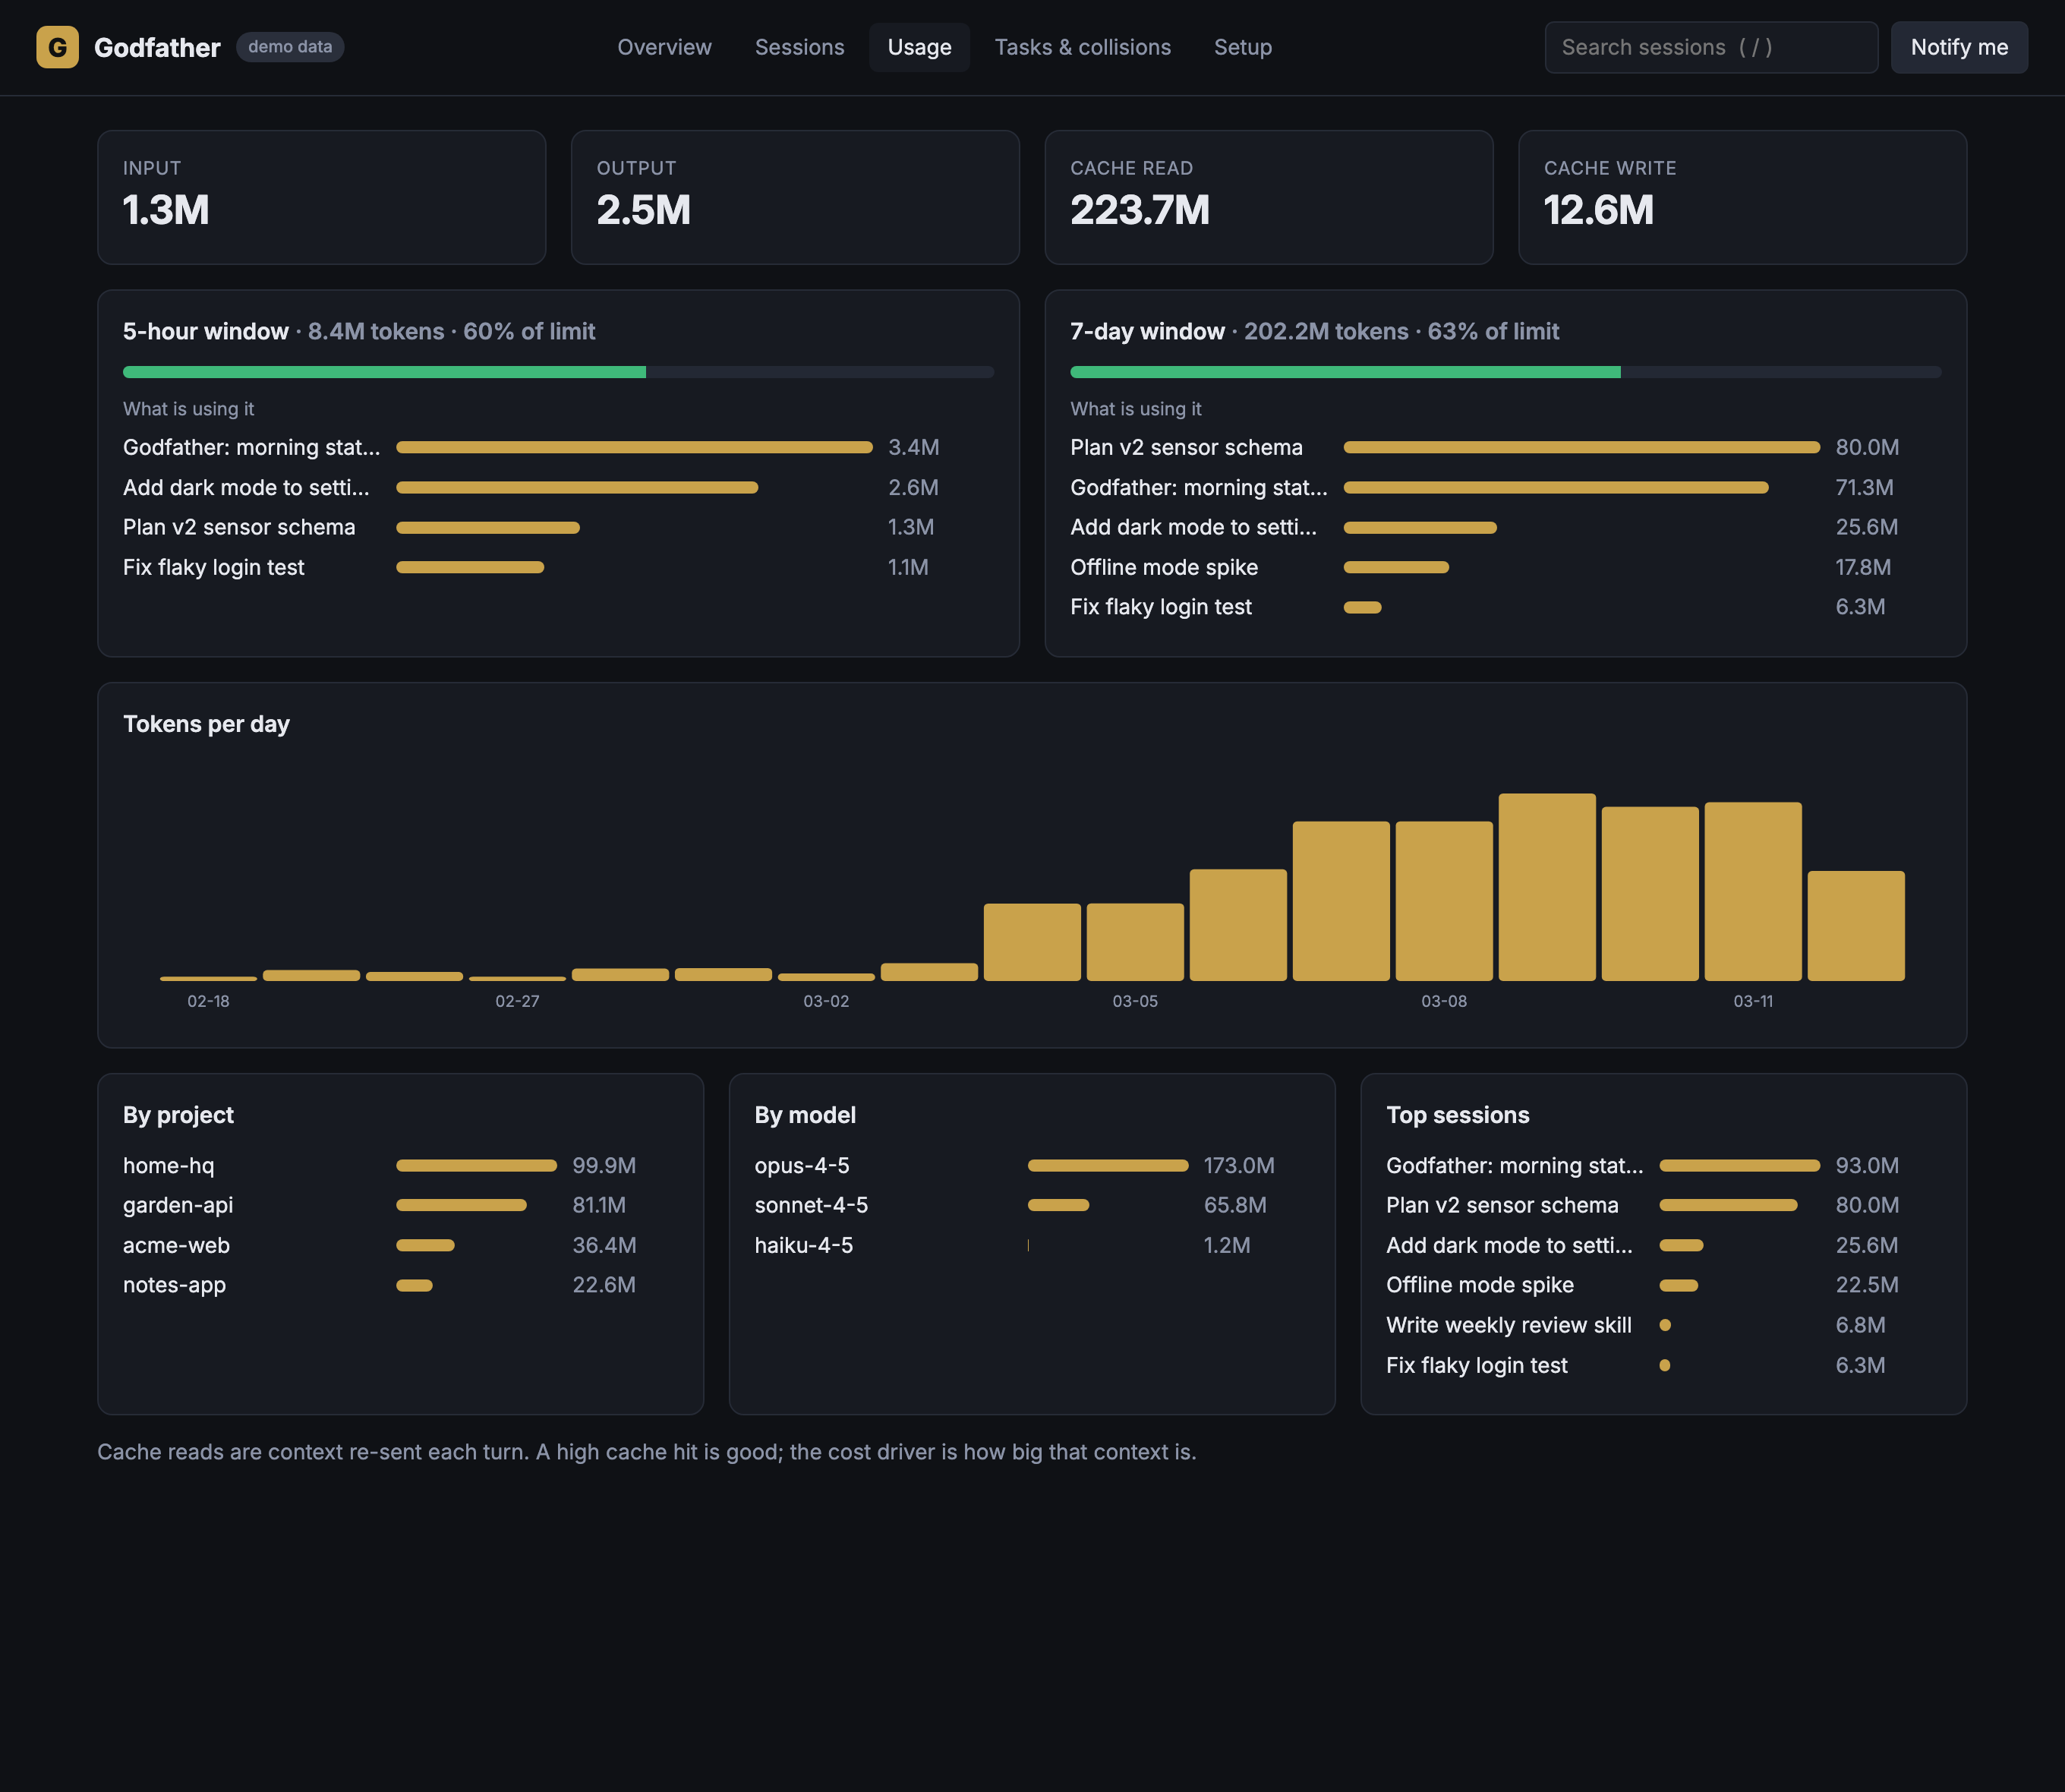 G Godfather demo data Overview Sessions Usage Tasks & collisions Setup Search sessions ( / ) Notify me
INPUT
1.3M
OUTPUT
2.5M
CACHE READ
223.7M
CACHE WRITE
12.6M
5-hour window · 8.4M tokens · 60% of limit
What is using it
Godfather: morning stat... 3.4M
Add dark mode to setti... 2.6M
Plan v2 sensor schema 1.3M
Fix flaky login test 1.1M
7-day window · 202.2M tokens · 63% of limit
What is using it
Plan v2 sensor schema 80.0M
Godfather: morning stat... 71.3M
Add dark mode to setti... 25.6M
Offline mode spike 17.8M
Fix flaky login test 6.3M
Tokens per day
02-18 02-27 03-02 03-05 03-08 03-11
By project
home-hq 99.9M
garden-api 81.1M
acme-web 36.4M
notes-app 22.6M
By model
opus-4-5 173.0M
sonnet-4-5 65.8M
haiku-4-5 1.2M
Top sessions
Godfather: morning stat... 93.0M
Plan v2 sensor schema 80.0M
Add dark mode to setti... 25.6M
Offline mode spike 22.5M
Write weekly review skill 6.8M
Fix flaky login test 6.3M
Cache reads are context re-sent each turn. A high cache hit is good; the cost driver is how big that context is.